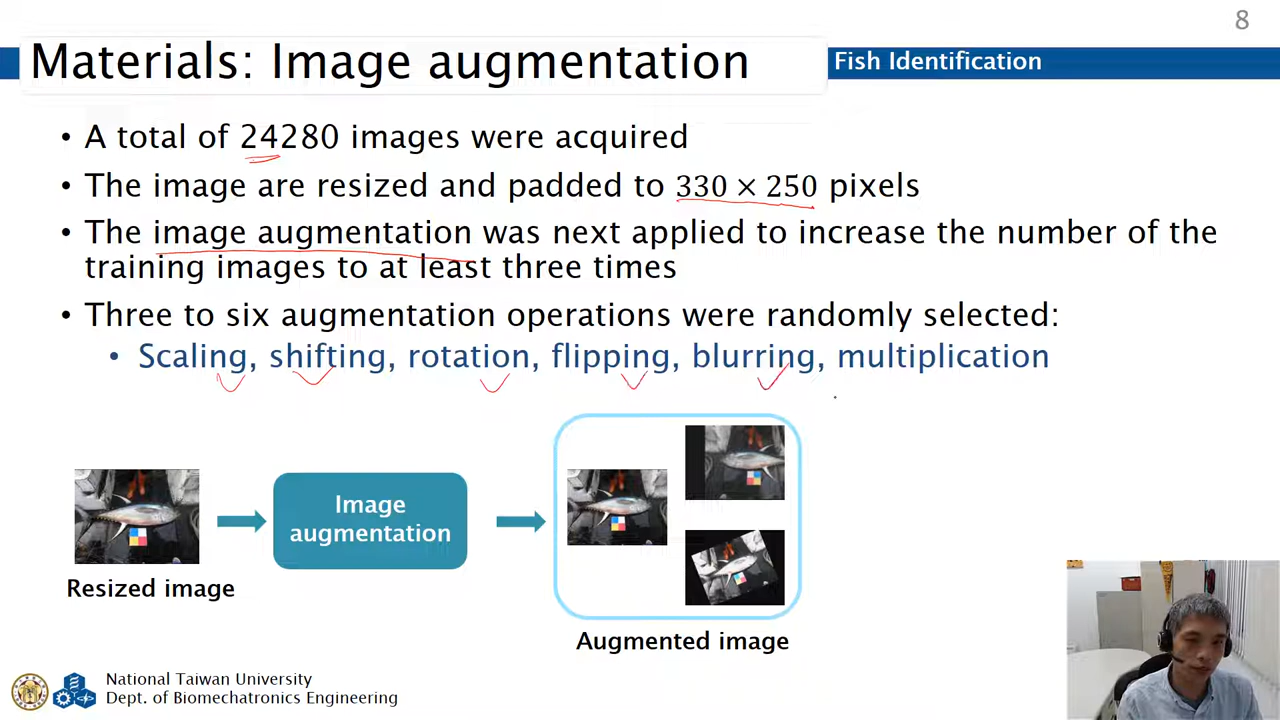 8
Materials: Image augmentation
Fish Identification
• A total of 24280 images were acquired
• The image are resized and padded to 330 × 250 pixels
• The image augmentation was next applied to increase the number of the
training images to at least three times
• Three to six augmentation operations were randomly selected:
• Scaling, shifting, rotation, flipping, blurring, multiplication
Image
augmentation
Resized image
Augmented image
National Taiwan University
Dept. of Biomechatronics Engineering